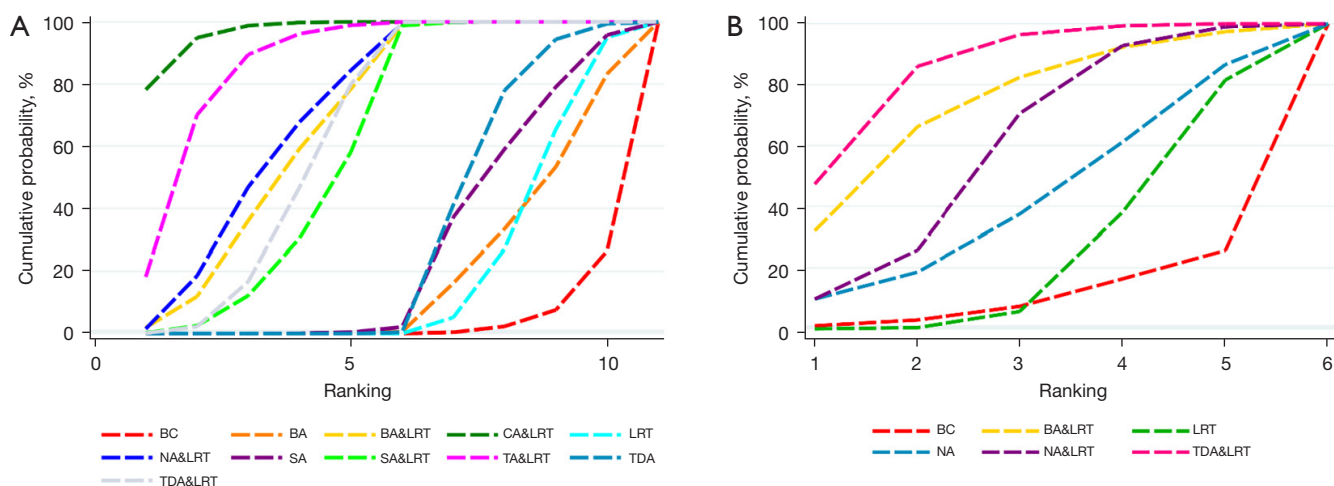 A
Cumulative probability, %
100
80
60
40
20
0
0 5 10
Ranking
BC BA BA&LRT CA&LRT LRT
NA&LRT SA SA&LRT TA&LRT TDA
TDA&LRT
B
Cumulative probability, %
100
80
60
40
20
0
1 2 3 4 5 6
Ranking
BC BA&LRT LRT
NA NA&LRT TDA&LRT